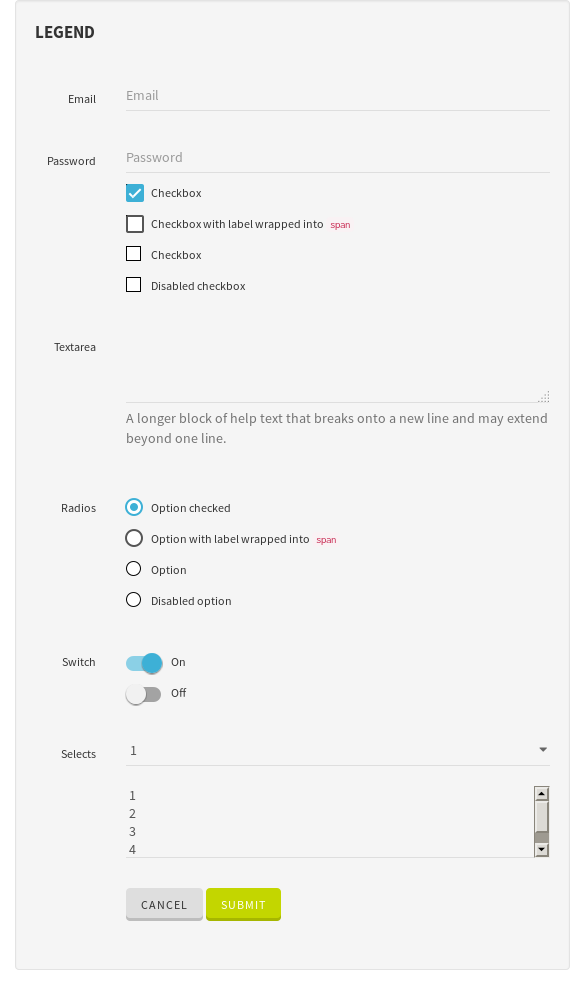 LEGEND
Email
Email
Password
Password
Checkbox
Checkbox with label wrapped into span
Checkbox
Disabled checkbox
Textarea
A longer block of help text that breaks onto a new line and may extend
beyond one line.
Radios
Option checked
Option with label wrapped into span
Option
Disabled option
Switch
On
Off
Selects
1
1
2
3
4
CANCEL
SUBMIT